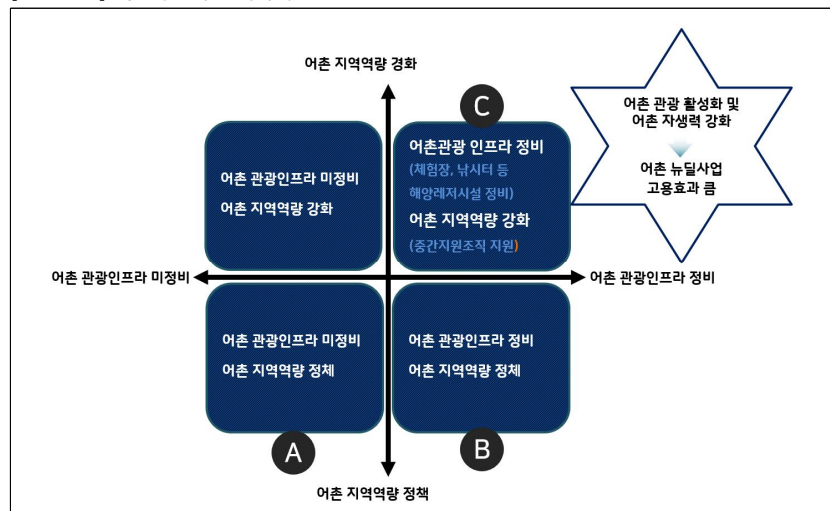 어촌 지역역량 경화
C
어촌 관광 활성화 및
어촌 자생력 강화
어촌 뉴딜사업
고용효과 큼
어촌 관광인프라 미정비
어촌 지역역량 강화
어촌관광 인프라 정비
(체험장, 낚시터 등
해양레저시설 정비)
어촌 지역역량 강화
(중간지원조직 지원)
어촌 관광인프라 미정비
어촌 관광인프라 정비
어촌 관광인프라 미정비
어촌 지역역량 정체
어촌 관광인프라 정비
어촌 지역역량 정체
A
B
어촌 지역역량 정책